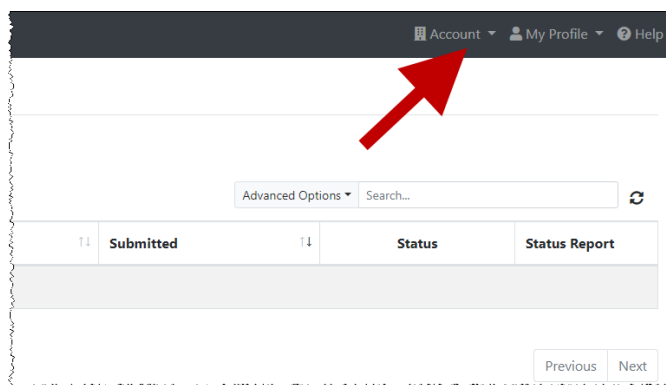 Account My Profile Help
Advanced Options Search...
Submitted Status Status Report
Previous Next